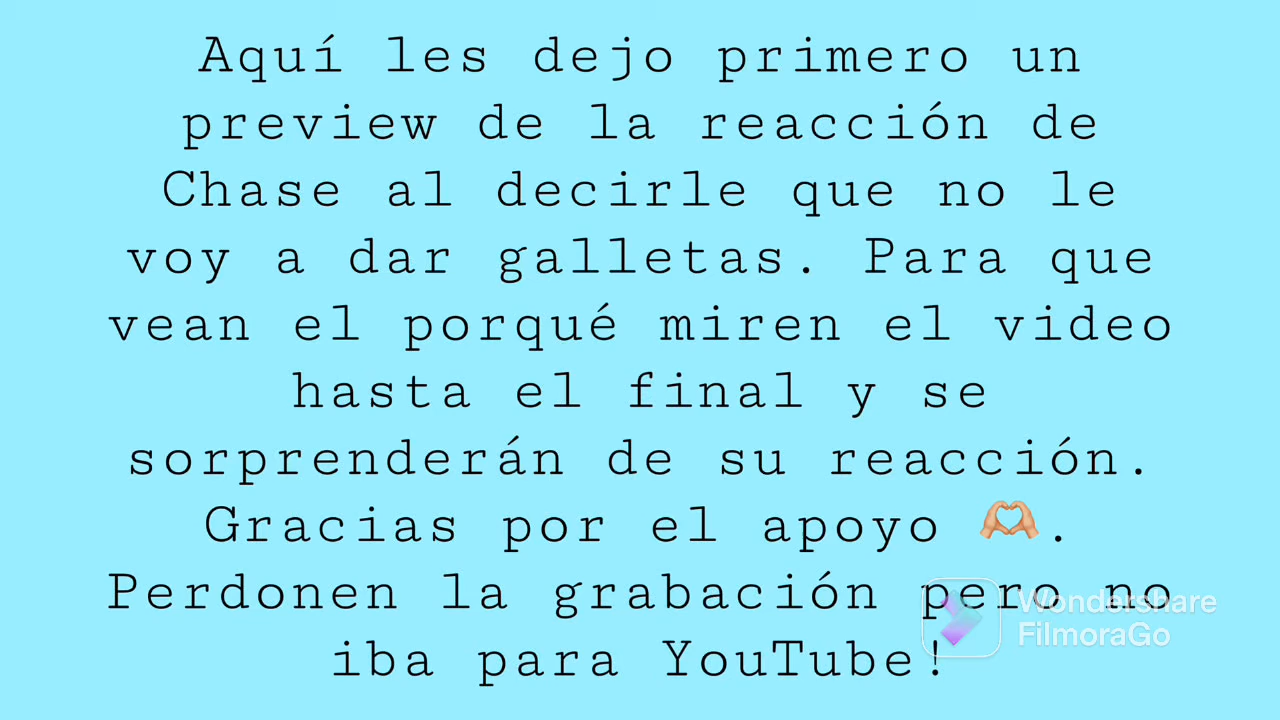 Aquí les dejo primero un
preview de la reacción de
Chase al decirle que no le
voy a dar galletas. Para que
vean el porqué miren el video
hasta el final y se
sorprenderán de su reacción.
Gracias por el apoyo 🫶🏼.
Perdonen la grabación pero no
iba para YouTube!
Wondershare
FilmoraGo